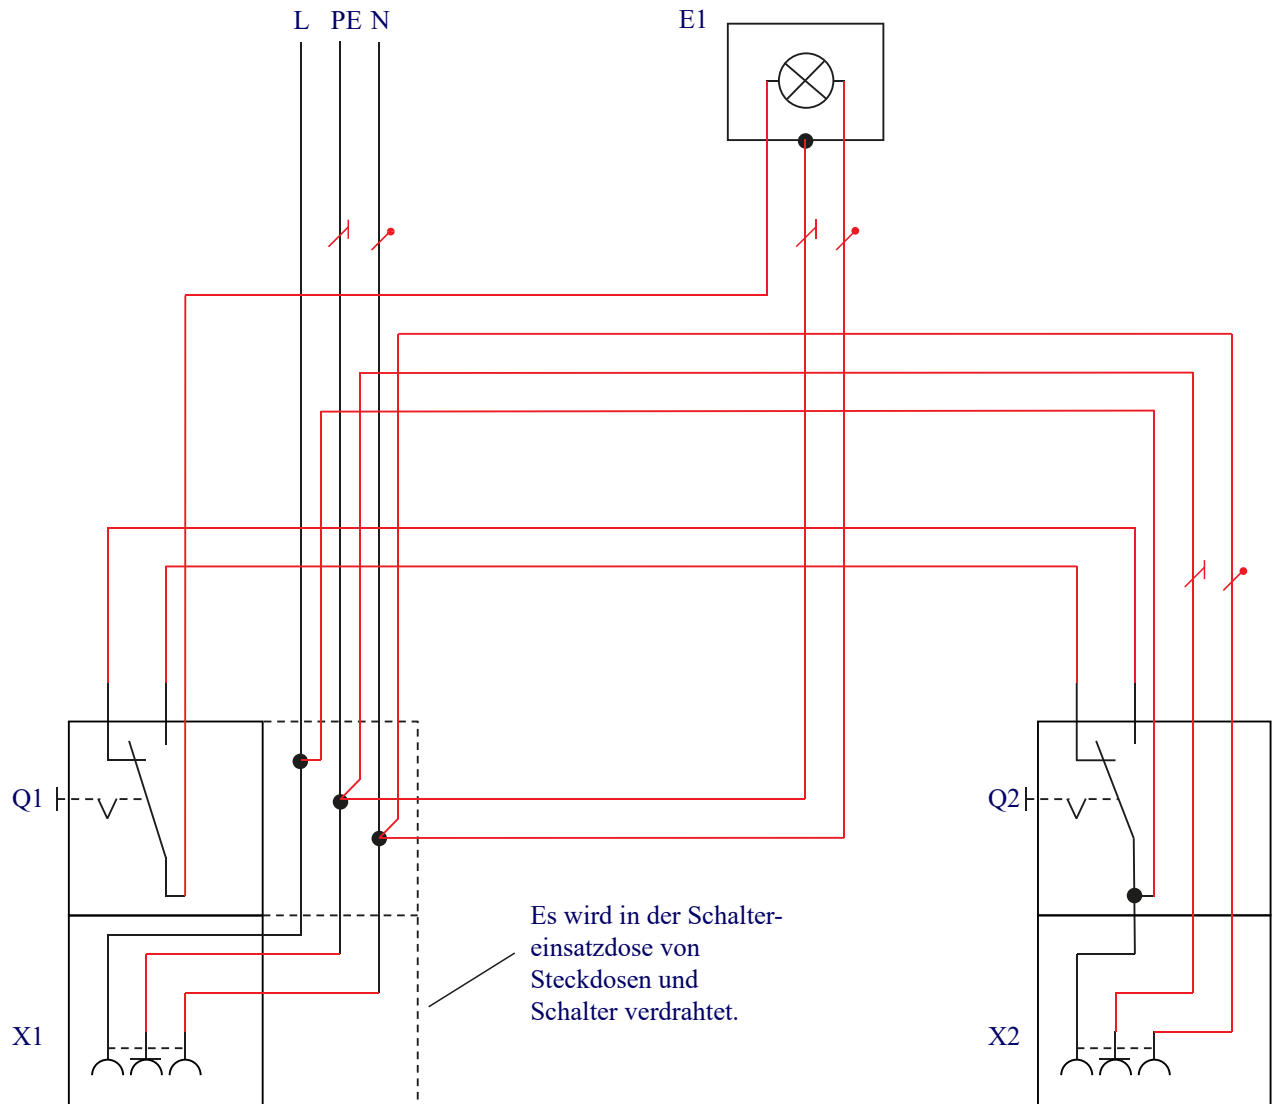 L PE N
E1
Q1
Q2
Es wird in der Schalter-
einsatzdose von
Steckdosen und
Schalter verdrahtet.
X1
X2